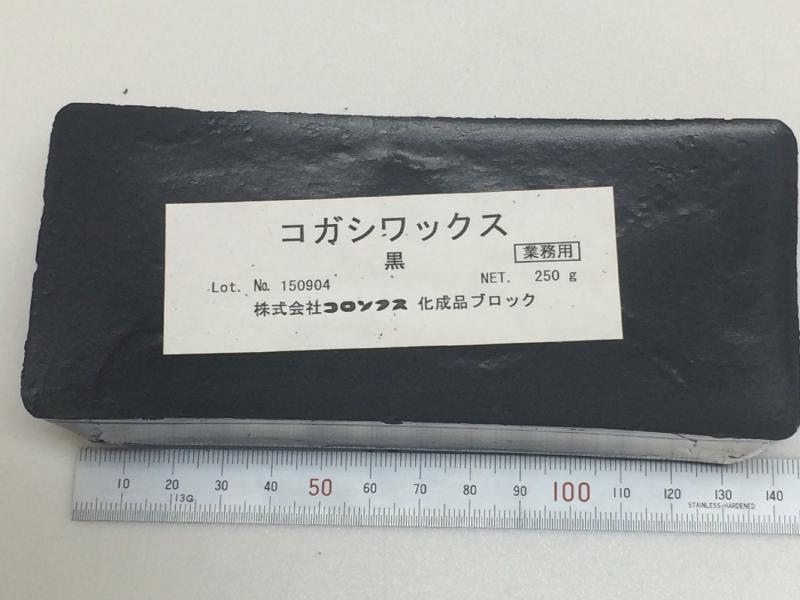 コガシワックス
黒
業務用
Lot. No. 150904 NET. 250 g
株式会社コロンブス 化成品ブロック
10 20 30 40 50 60 70 80 90 100 110 120 130 140
13G
STAINLESS-HARDENED